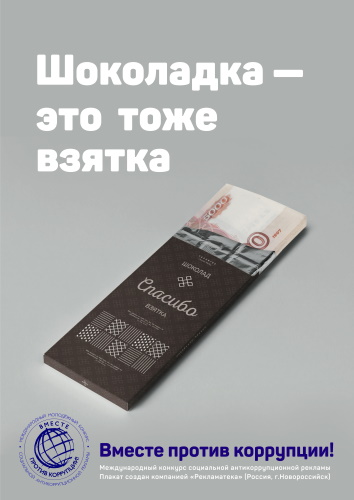 Шоколадка —
это тоже
взятка
ШОКОЛАД
Спасибо
ВЗЯТКА
ВМЕСТЕ
ПРОТИВ КОРРУПЦИИ!
Вместе против коррупции!
Международный конкурс социальной антикоррупционной рекламы
Плакат создан компанией «Рекламатека» (Россия, г.Новороссийск)